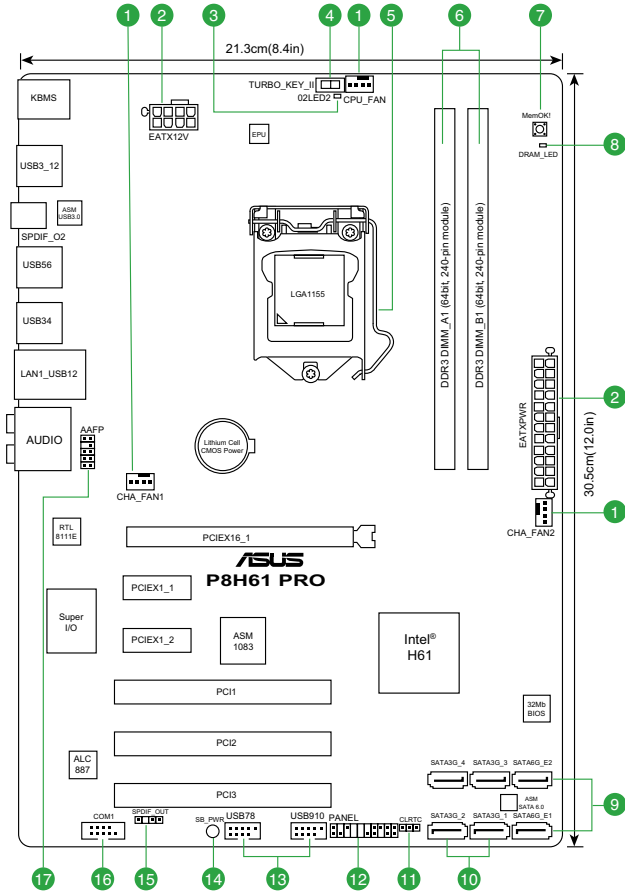 1
2
3
4
1
5
6
7
21.3cm(8.4in)
KBMS
TURBO_KEY_II
02LED2
CPU_FAN
EATX12V
EPU
MemOK!
DRAM_LED
8
USB3_12
ASM
USB3.0
SPDIF_O2
USB56
USB34
LAN1_USB12
AUDIO
AAFP
LGA1155
DDR3 DIMM_A1 (64bit, 240-pin module)
DDR3 DIMM_B1 (64bit, 240-pin module)
EATXPWR
2
30.5cm(12.0in)
Lithium Cell
CMOS Power
CHA_FAN1
CHA_FAN2
1
RTL
8111E
PCIEX16_1
ASUS
P8H61 PRO
PCIEX1_1
Super
I/O
PCIEX1_2
ASM
1083
Intel®
H61
PCI1
32Mb
BIOS
PCI2
ALC
887
SATA3G_4
SATA3G_3
SATA6G_E2
PCI3
ASM
SATA 6.0
9
COM1
SPDIF_OUT
SB_PWR
USB78
USB910
PANEL
CLRTC
SATA3G_2
SATA3G_1
SATA6G_E1
17
16
15
14
13
12
11
10